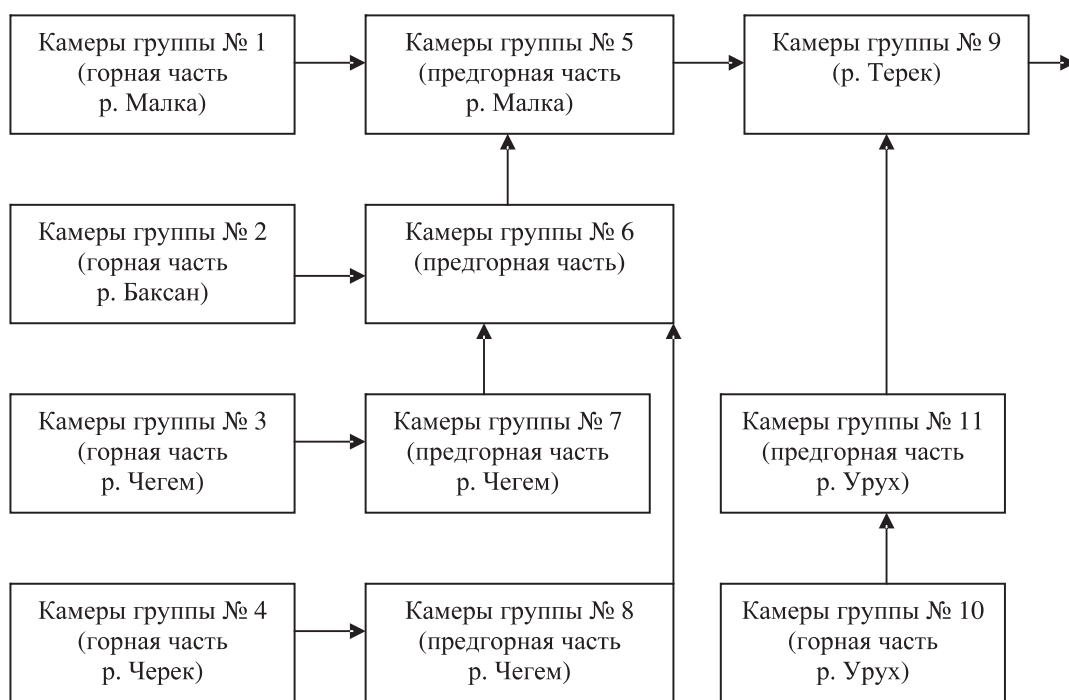 Камеры группы № 1
(горная часть
р. Малка)
Камеры группы № 5
(предгорная часть
р. Малка)
Камеры группы № 9
(р. Терек)
Камеры группы № 2
(горная часть
р. Баксан)
Камеры группы № 6
(предгорная часть)
Камеры группы № 3
(горная часть
р. Чегем)
Камеры группы № 7
(предгорная часть
р. Чегем)
Камеры группы № 11
(предгорная часть
р. Урух)
Камеры группы № 4
(горная часть
р. Черек)
Камеры группы № 8
(предгорная часть
р. Чегем)
Камеры группы № 10
(горная часть
р. Урух)